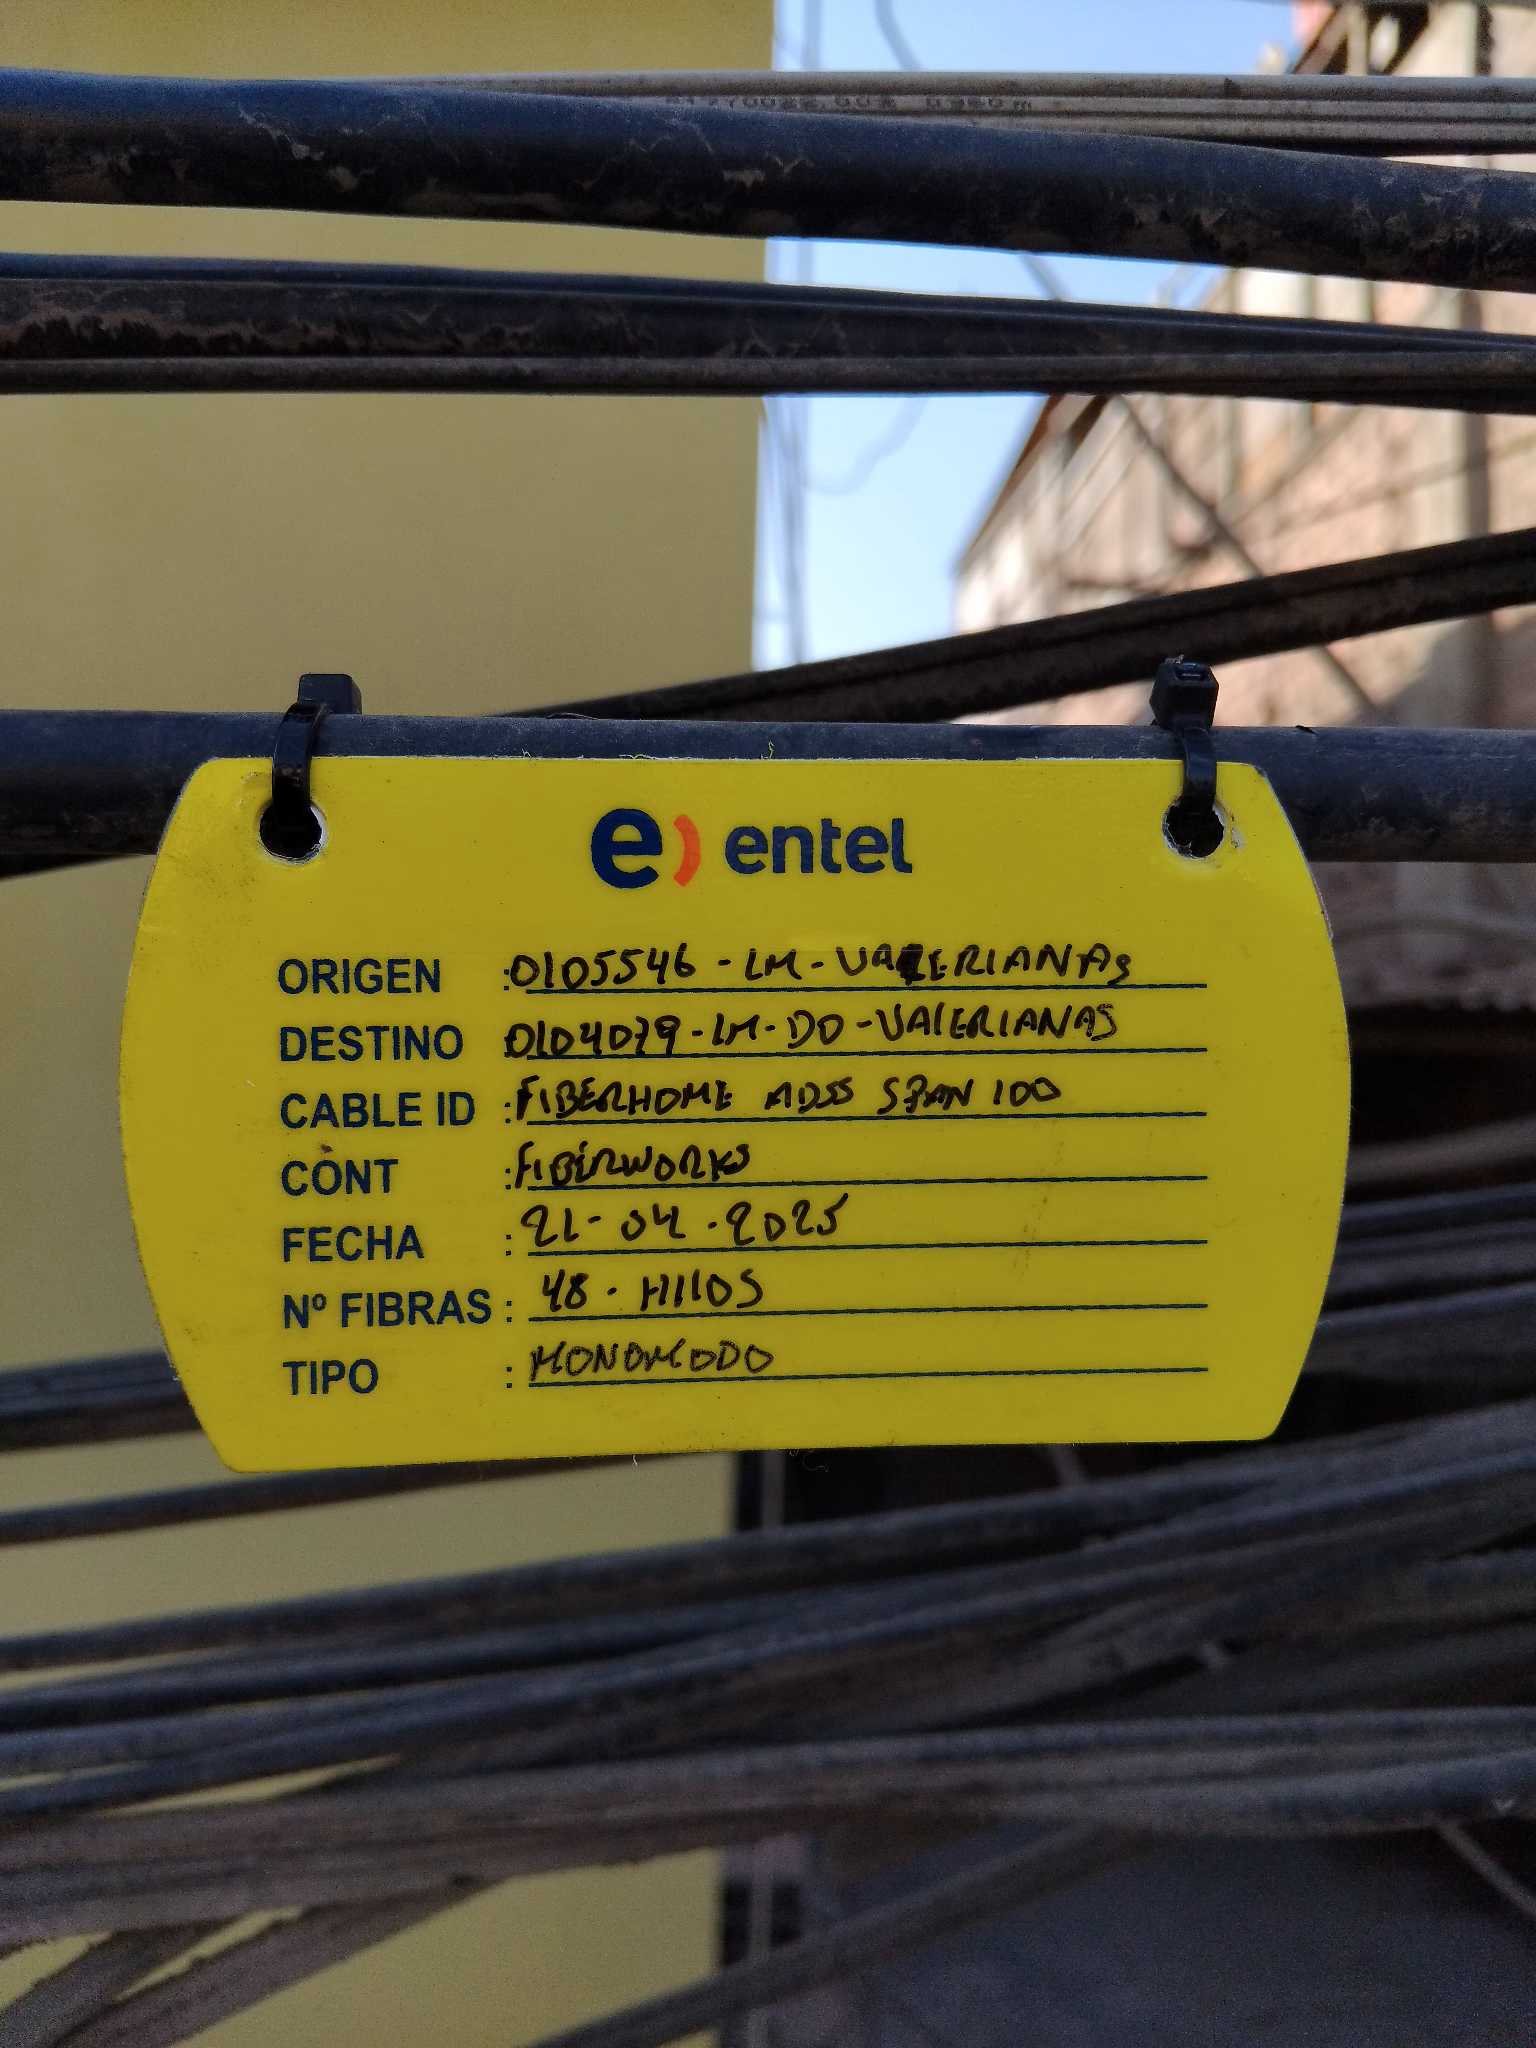 e) entel
ORIGEN : 0105546 - LM - VALERIANAS
DESTINO 0104079 - LM - DO - VALERIANAS
CABLE ID : FIBERHOME ADSS SPAN 100
CONT : FIBERWORKS
FECHA : 21 - 04 - 2025
Nº FIBRAS : 48 - HILOS
TIPO : MONOMODO